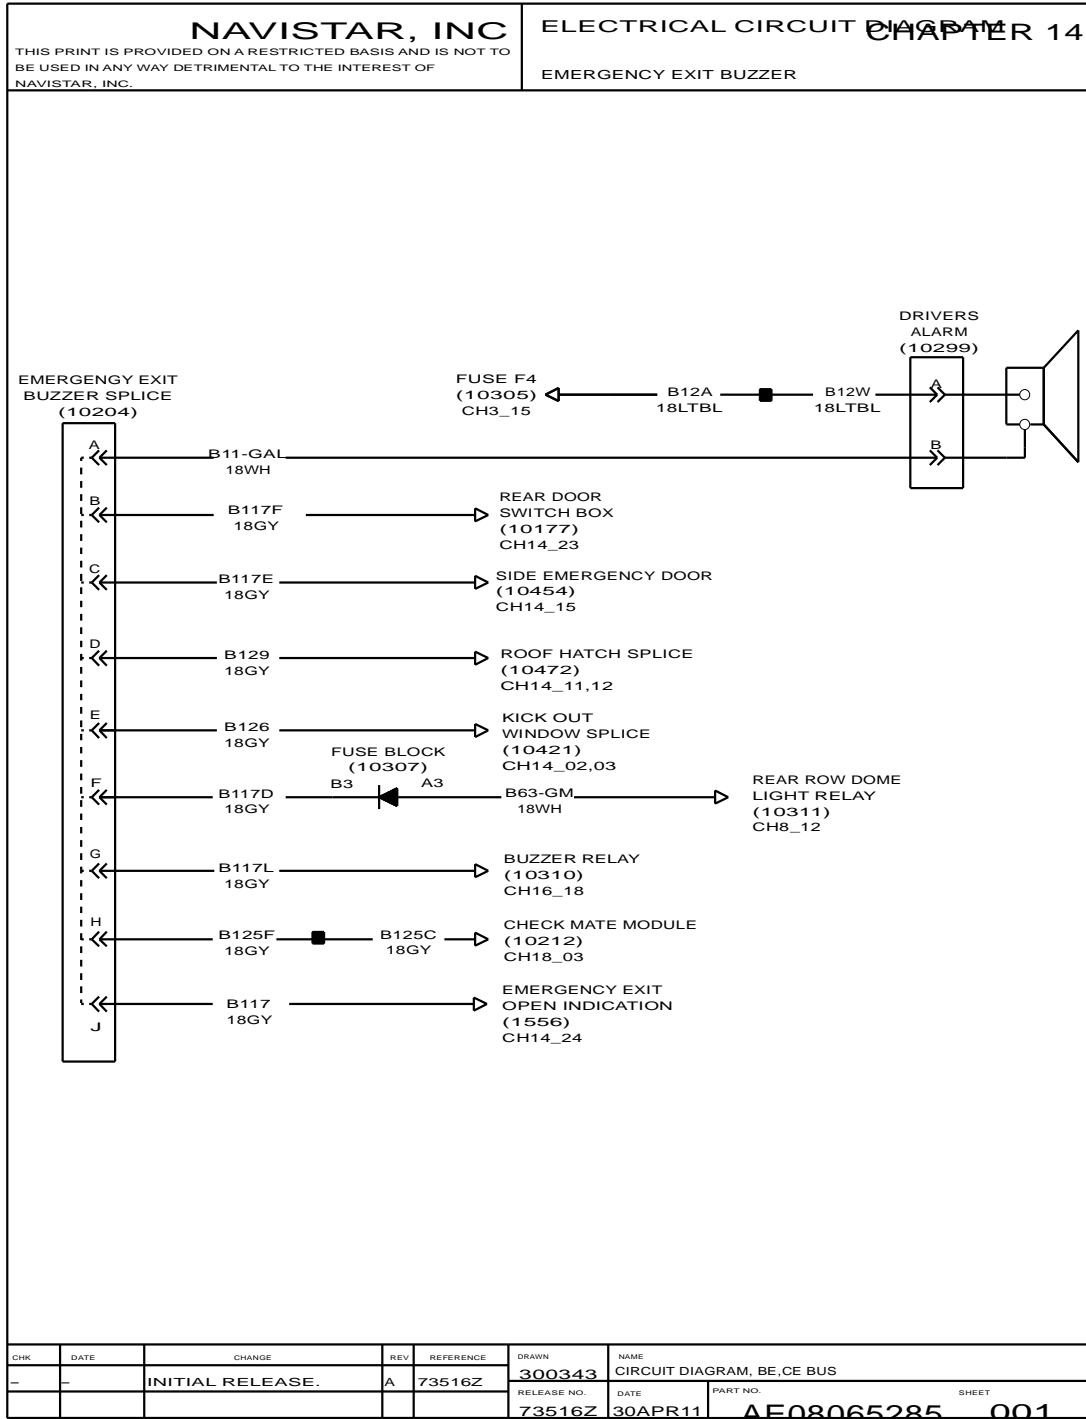 NAVISTAR, INC
THIS PRINT IS PROVIDED ON A RESTRICTED BASIS AND IS NOT TO
BE USED IN ANY WAY DETRIMENTAL TO THE INTEREST OF
NAVISTAR, INC.
ELECTRICAL CIRCUIT DIAGRAM
CHAPTER 14
EMERGENCY EXIT BUZZER
DRIVERS
ALARM
(10299)
A
B
FUSE F4
(10305)
CH3_15
B12A
18LTBL
B12W
18LTBL
EMERGENGY EXIT
BUZZER SPLICE
(10204)
A
B11-GAL
18WH
B
B117F
18GY
REAR DOOR
SWITCH BOX
(10177)
CH14_23
C
B117E
18GY
SIDE EMERGENCY DOOR
(10454)
CH14_15
D
B129
18GY
ROOF HATCH SPLICE
(10472)
CH14_11,12
E
B126
18GY
KICK OUT
WINDOW SPLICE
(10421)
CH14_02,03
F
B117D
18GY
FUSE BLOCK
(10307)
B3
A3
B63-GM
18WH
REAR ROW DOME
LIGHT RELAY
(10311)
CH8_12
G
B117L
18GY
BUZZER RELAY
(10310)
CH16_18
H
B125F
18GY
B125C
18GY
CHECK MATE MODULE
(10212)
CH18_03
J
B117
18GY
EMERGENCY EXIT
OPEN INDICATION
(1556)
CH14_24
CHK DATE CHANGE REV REFERENCE
– – INITIAL RELEASE. A 73516Z
DRAWN
300343
NAME
CIRCUIT DIAGRAM, BE,CE BUS
RELEASE NO.
73516Z
DATE
30APR11
PART NO.
AE08065285
SHEET
001